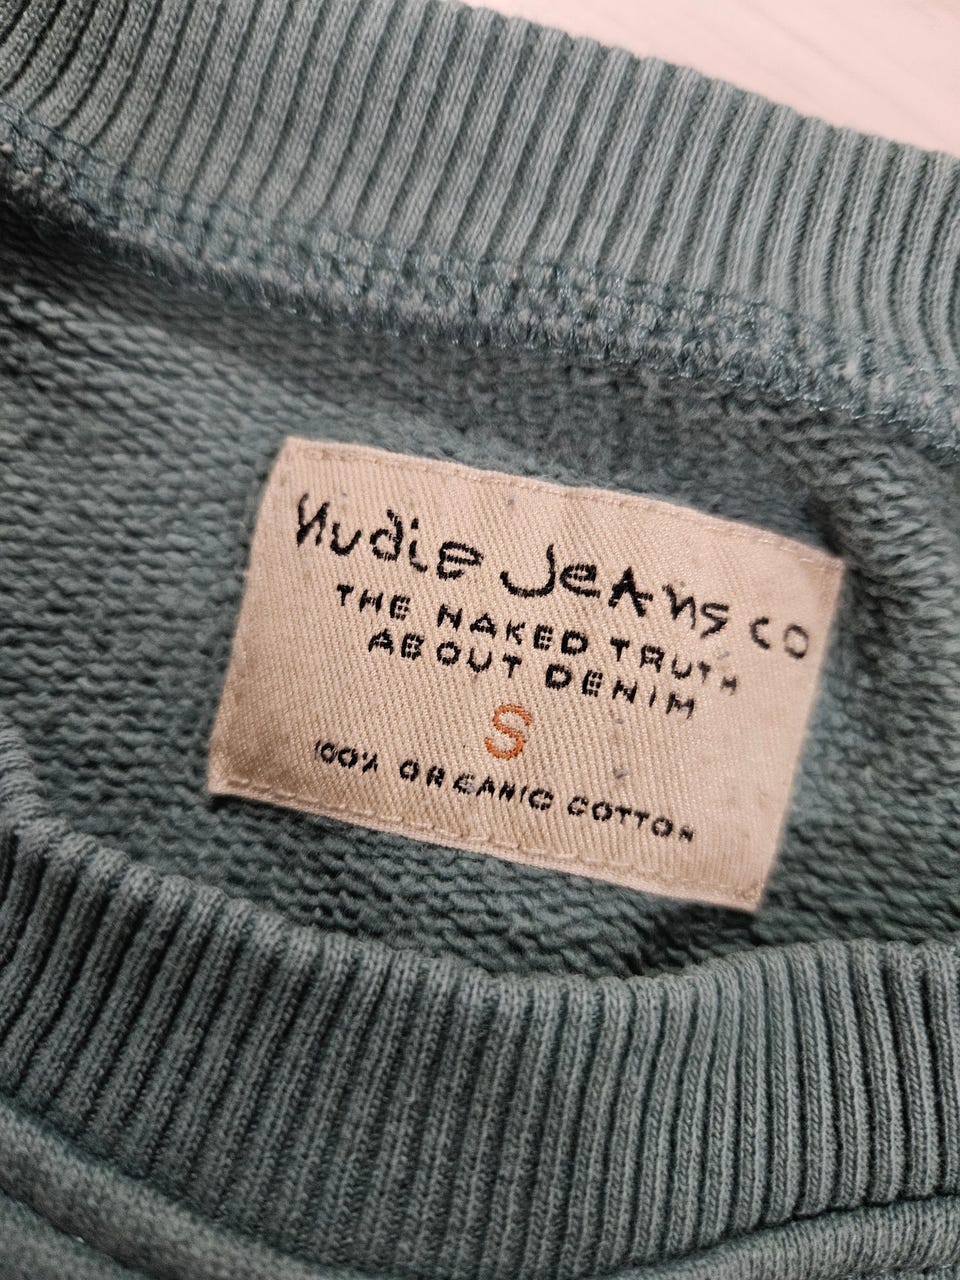 Nudie Jeans co
THE NAKED TRUTH
ABOUT DENIM
S
100% ORGANIC COTTON